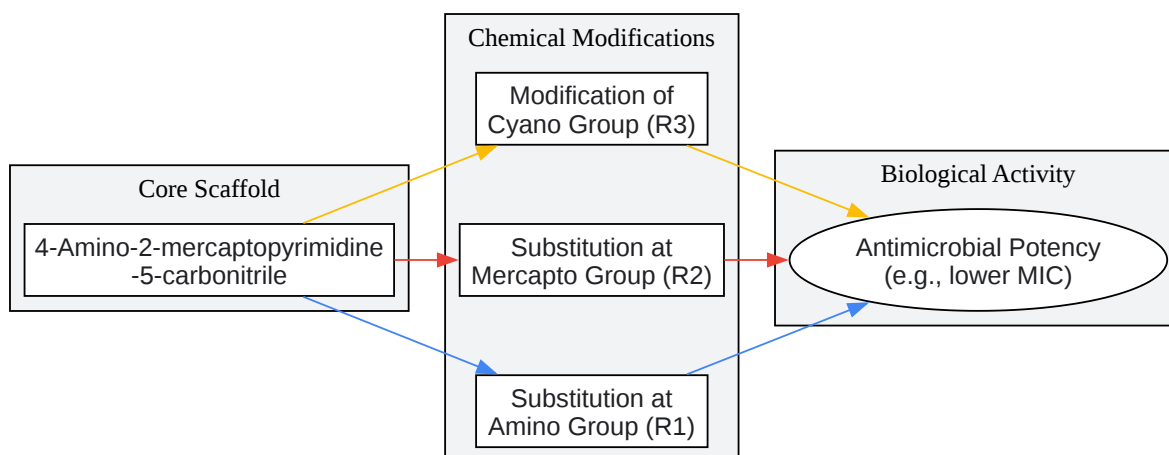 Core Scaffold
4-Amino-2-mercaptopyrimidine
-5-carbonitrile
Chemical Modifications
Modification of
Cyano Group (R3)
Substitution at
Mercapto Group (R2)
Substitution at
Amino Group (R1)
Biological Activity
Antimicrobial Potency
(e.g., lower MIC)